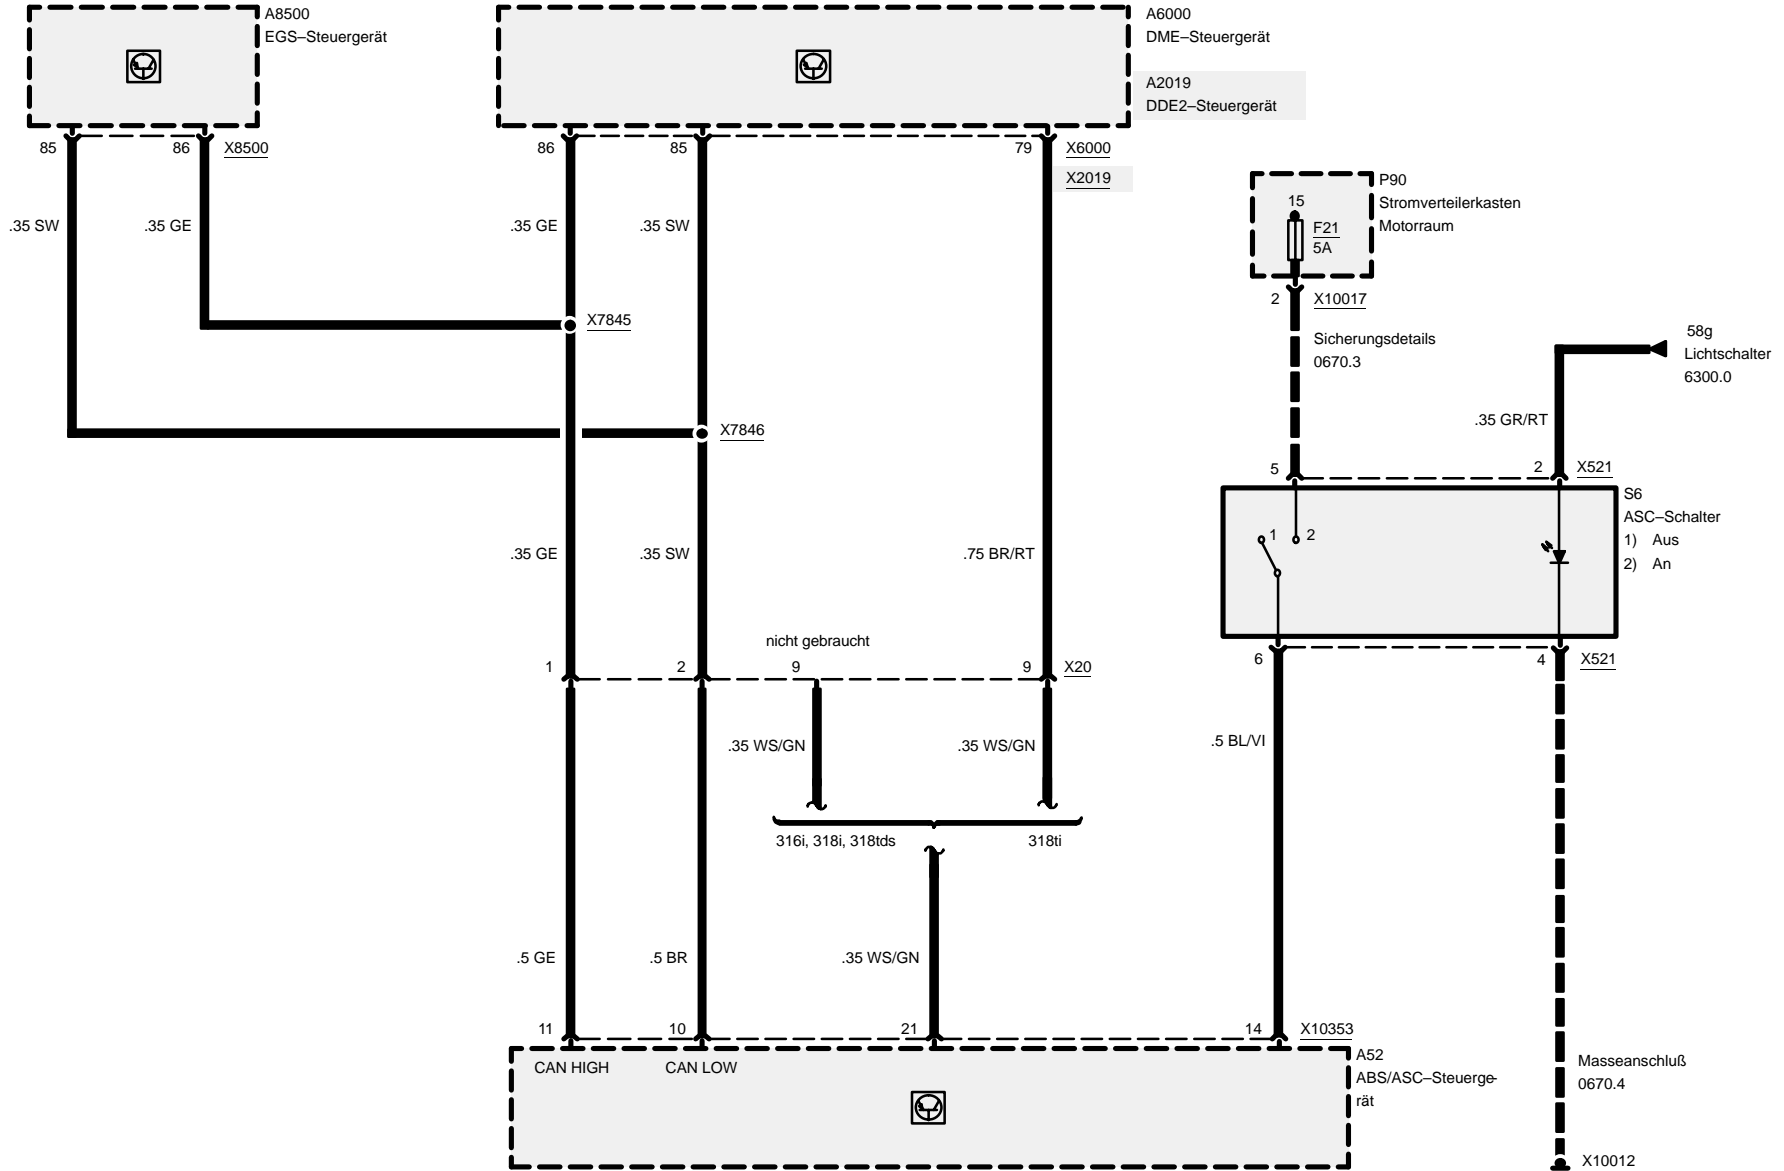 A8500
EGS–Steuergerät
A6000
DME–Steuergerät
A2019
DDE2–Steuergerät
85
86
X8500
86
85
79
X6000
X2019
P90
Stromverteilerkasten
Motorraum
15
F21
5A
.35 SW
.35 GE
.35 GE
.35 SW
2
X10017
X7845
Sicherungsdetails
0670.3
58g
Lichtschalter
6300.0
X7846
.35 GR/RT
5
2
X521
S6
ASC–Schalter
1) Aus
2) An
1
2
.35 GE
.35 SW
.75 BR/RT
nicht gebraucht
1
2
9
9
X20
6
4
X521
.35 WS/GN
.35 WS/GN
.5 BL/VI
316i, 318i, 318tds
318ti
.5 GE
.5 BR
.35 WS/GN
11
10
21
14
X10353
CAN HIGH
CAN LOW
A52
ABS/ASC–Steuerge-
rät
Masseanschluß
0670.4
X10012